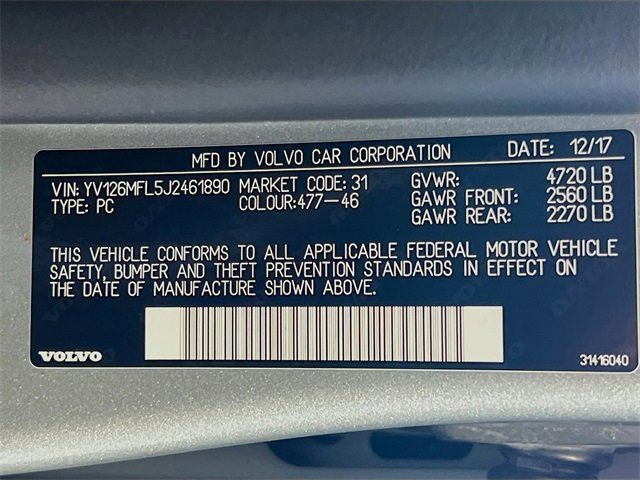 MFD BY VOLVO CAR CORPORATION DATE: 12/17
VIN: YV126MFL5J2461890 MARKET CODE: 31 GVWR: 4720 LB
TYPE: PC COLOUR:477-46 GAWR FRONT: 2560 LB
GAWR REAR: 2270 LB
THIS VEHICLE CONFORMS TO ALL APPLICABLE FEDERAL MOTOR VEHICLE
SAFETY, BUMPER AND THEFT PREVENTION STANDARDS IN EFFECT ON
THE DATE OF MANUFACTURE SHOWN ABOVE.
VOLVO 31416040